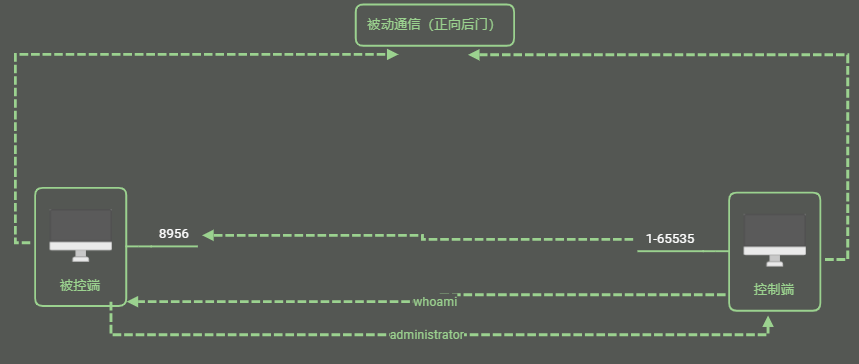 被动通信（正向后门）
8956
1-65535
被控端
控制端
whoami
administrator